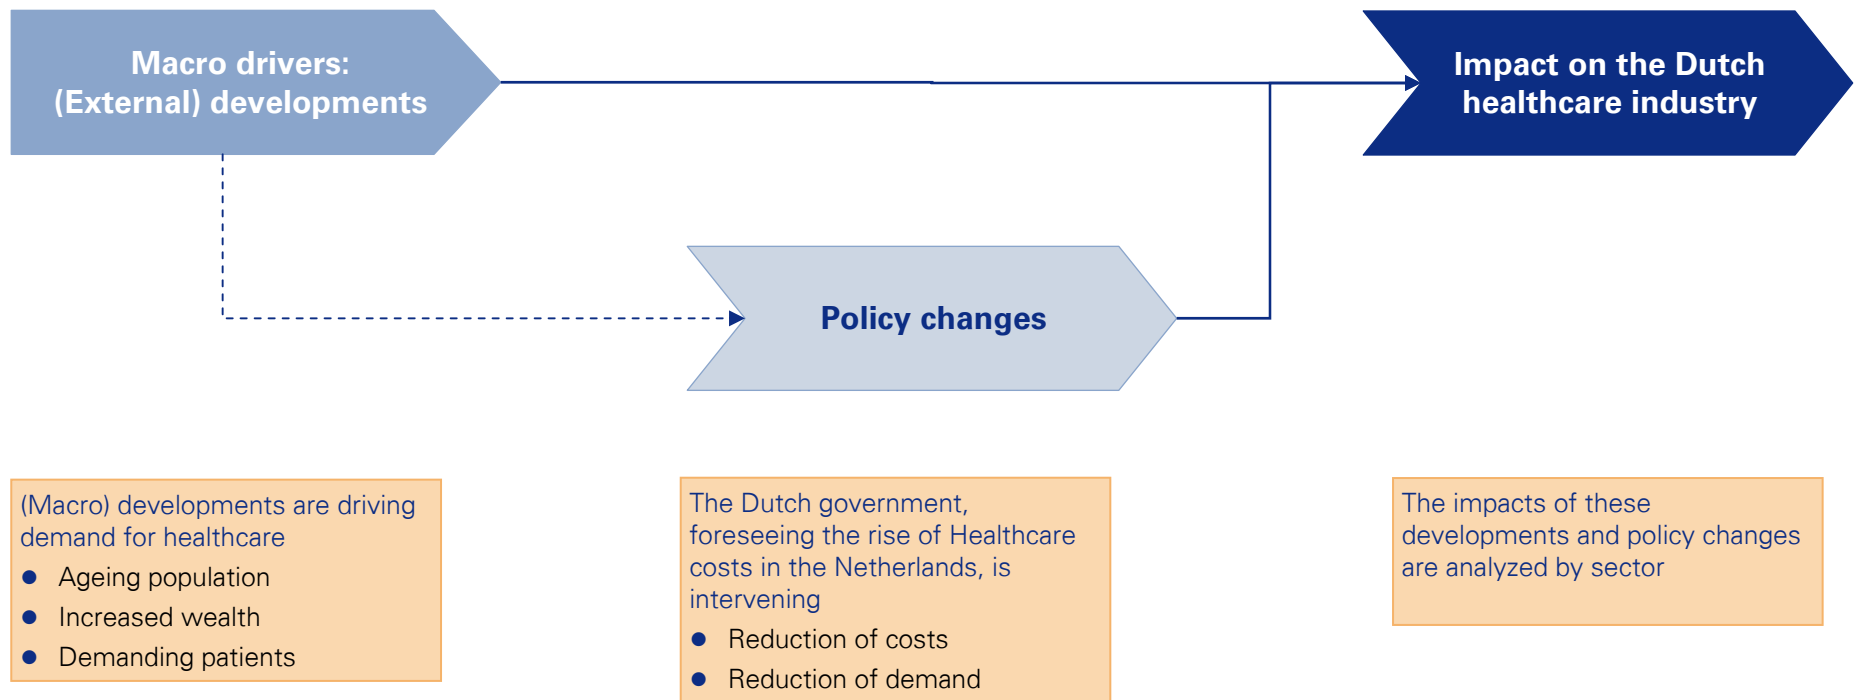 Macro drivers:
(External) developments
Impact on the Dutch
healthcare industry
Policy changes
(Macro) developments are driving
demand for healthcare
● Ageing population
● Increased wealth
● Demanding patients
The Dutch government,
foreseeing the rise of Healthcare
costs in the Netherlands, is
intervening
● Reduction of costs
● Reduction of demand
The impacts of these
developments and policy changes
are analyzed by sector